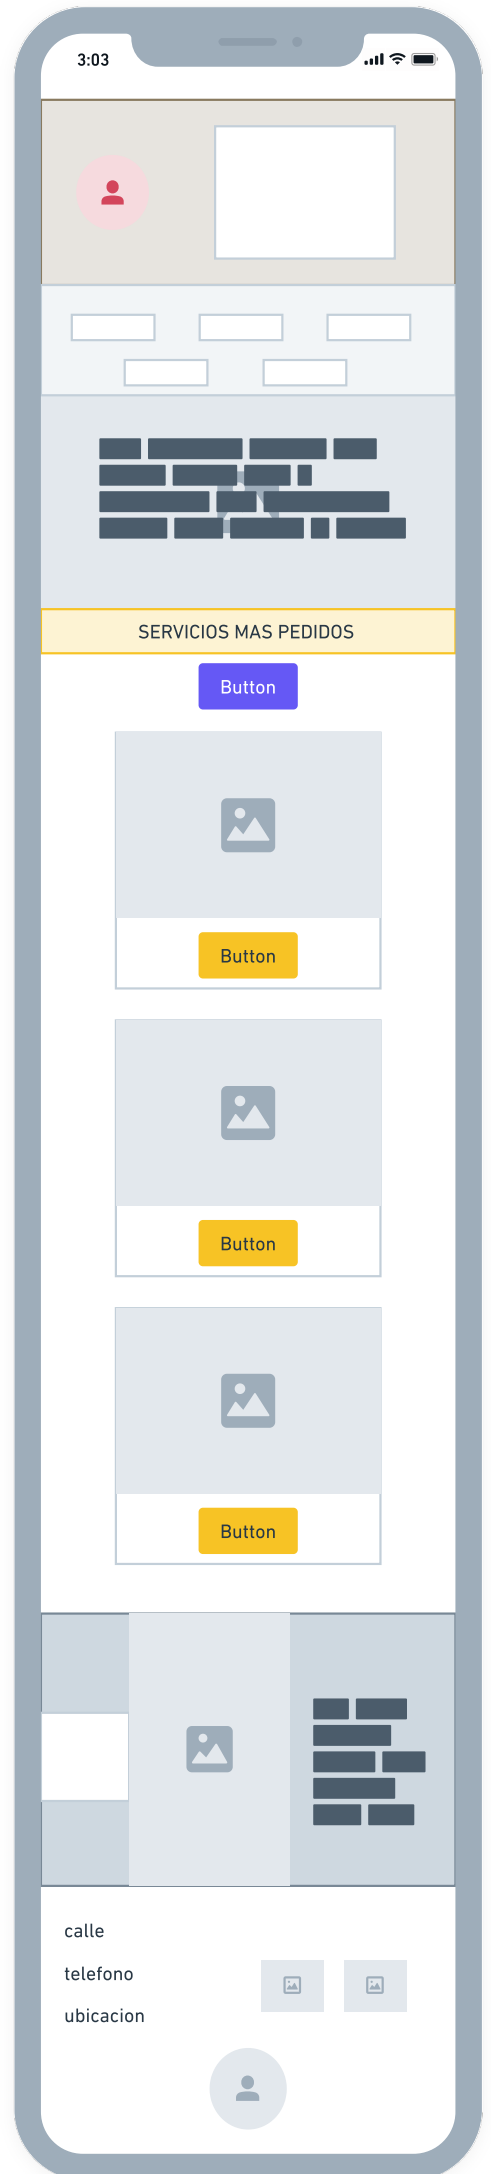 3:03
SERVICIOS MAS PEDIDOS
Button
Button
Button
Button
calle
telefono
ubicacion